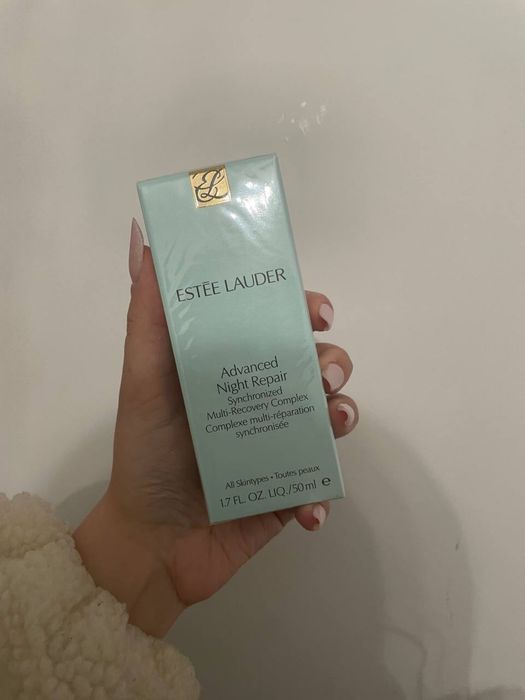 EL
ESTĒE LAUDER
Advanced
Night Repair
Synchronized
Multi-Recovery Complex
Complexe multi-réparation
synchronisée
All Skintypes • Toutes peaux
1.7 FL. OZ. LIQ./50 ml ℮